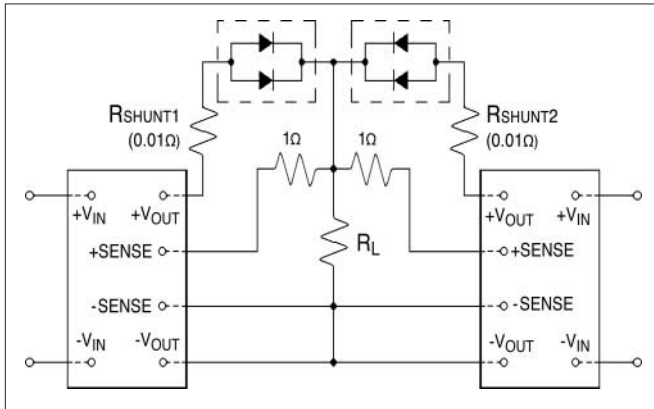 RSHUNT1
(0.01Ω)
1Ω
1Ω
RSHUNT2
(0.01Ω)
+VIN
+VOUT
+SENSE
-SENSE
-VIN
-VOUT
RL
+VOUT
+VIN
+SENSE
-SENSE
-VOUT
-VIN